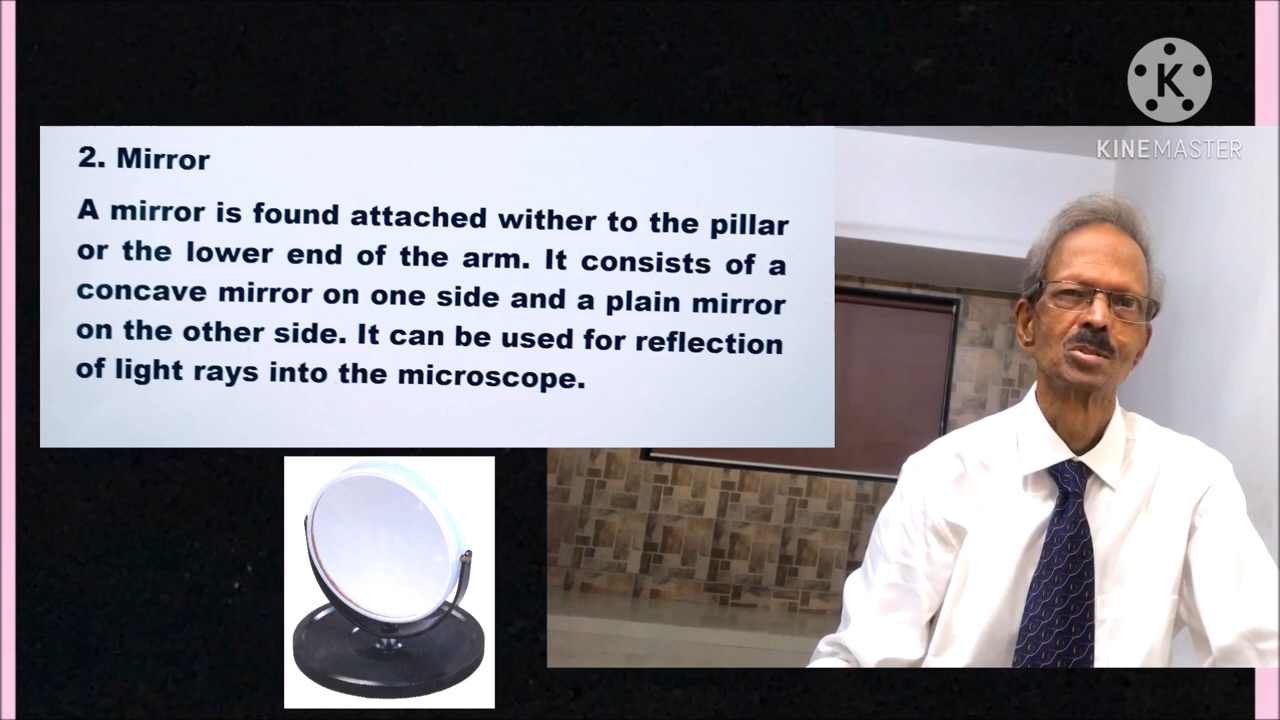 2. Mirror
A mirror is found attached wither to the pillar
or the lower end of the arm. It consists of a
concave mirror on one side and a plain mirror
on the other side. It can be used for reflection
of light rays into the microscope.
K
KINEMASTER